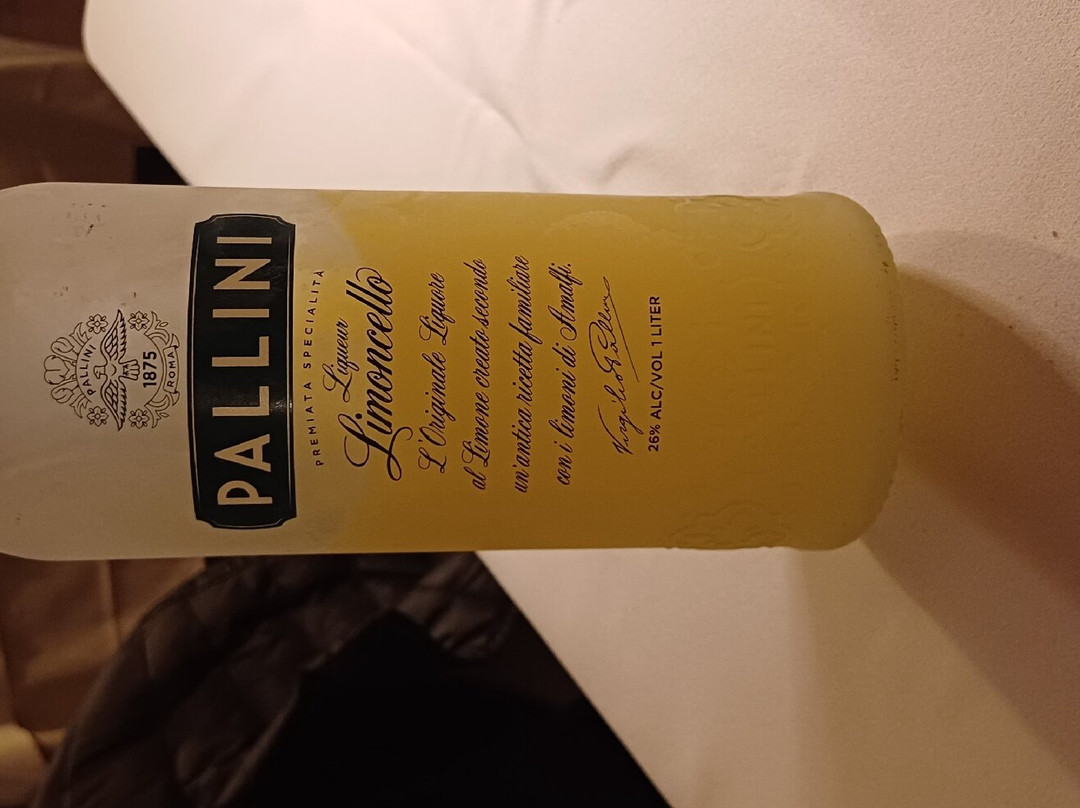 PALLINI
1875
ROMA
PALLINI
PREMIATA SPECIALITÀ
Liqueur
Limoncello
L'Originale Liquore
al Limone creato secondo
un'antica ricetta familiare
con i limoni di Amalfi.
26% ALC/VOL 1 LITER